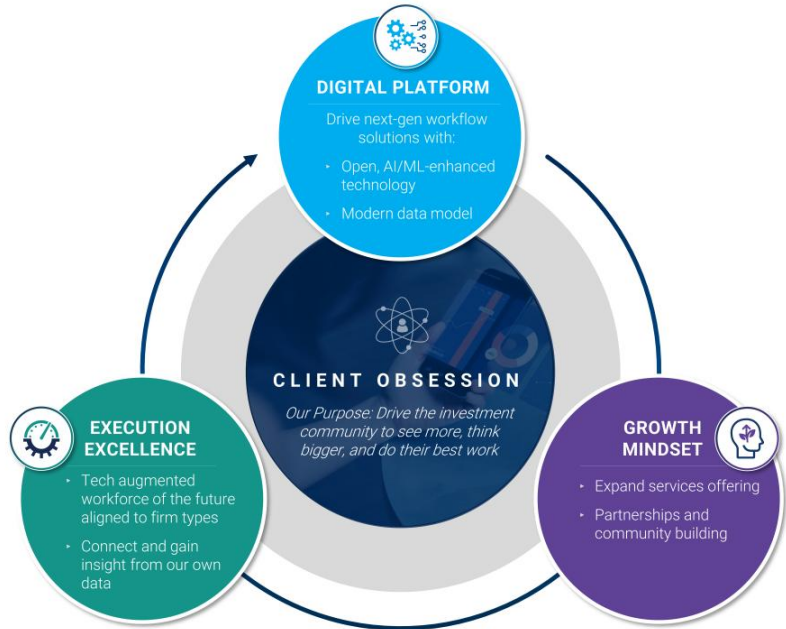 DIGITAL PLATFORM
Drive next-gen workflow
solutions with:
‣ Open, AI/ML-enhanced
technology
‣ Modern data model
CLIENT OBSESSION
Our Purpose: Drive the investment
community to see more, think
bigger, and do their best work
EXECUTION
EXCELLENCE
‣ Tech augmented
workforce of the future
aligned to firm types
‣ Connect and gain
insight from our own
data
GROWTH
MINDSET
‣ Expand services offering
‣ Partnerships and
community building